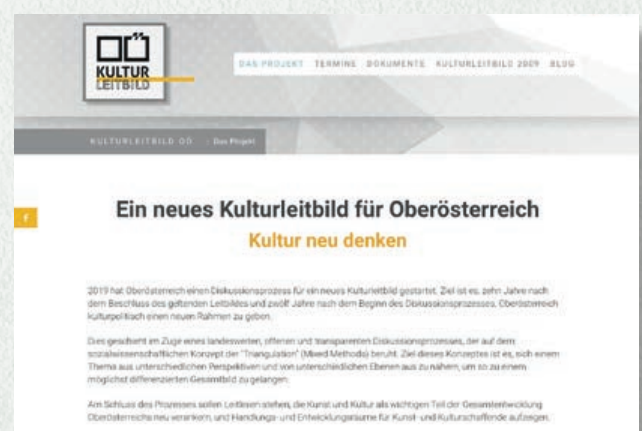 OÖ
KULTUR
LEITBILD
DAS PROJEKT TERMINE DOKUMENTE KULTURLEITBILD 2009 BLOG
KULTURLEITBILD OÖ : Das Projekt
f
Ein neues Kulturleitbild für Oberösterreich
Kultur neu denken
2019 hat Oberösterreich einen Diskussionsprozess für ein neues Kulturleitbild gestartet. Ziel ist es, zehn Jahre nach
dem Beschluss des geltenden Leitbildes und zwölf Jahre nach dem Beginn des Diskussionsprozesses, Oberösterreich
kulturpolitisch einen neuen Rahmen zu geben.
Dies geschieht im Zuge eines landesweiten, offenen und transparenten Diskussionsprozesses, der auf dem
sozialwissenschaftlichen Konzept der "Triangulation" (Mixed Methods) beruht. Ziel dieses Konzeptes ist es, sich einem
Thema aus unterschiedlichen Perspektiven und von unterschiedlichen Ebenen aus zu nähern, um so zu einem
möglichst differenzierten Gesamtbild zu gelangen.
Am Schluss des Prozesses sollen Leitlinien stehen, die Kunst und Kultur als wichtigen Teil der Gesamtentwicklung
Oberösterreichs neu verankern, und Handlungs- und Entwicklungsräume für Kunst- und Kulturschaffende aufzeigen.